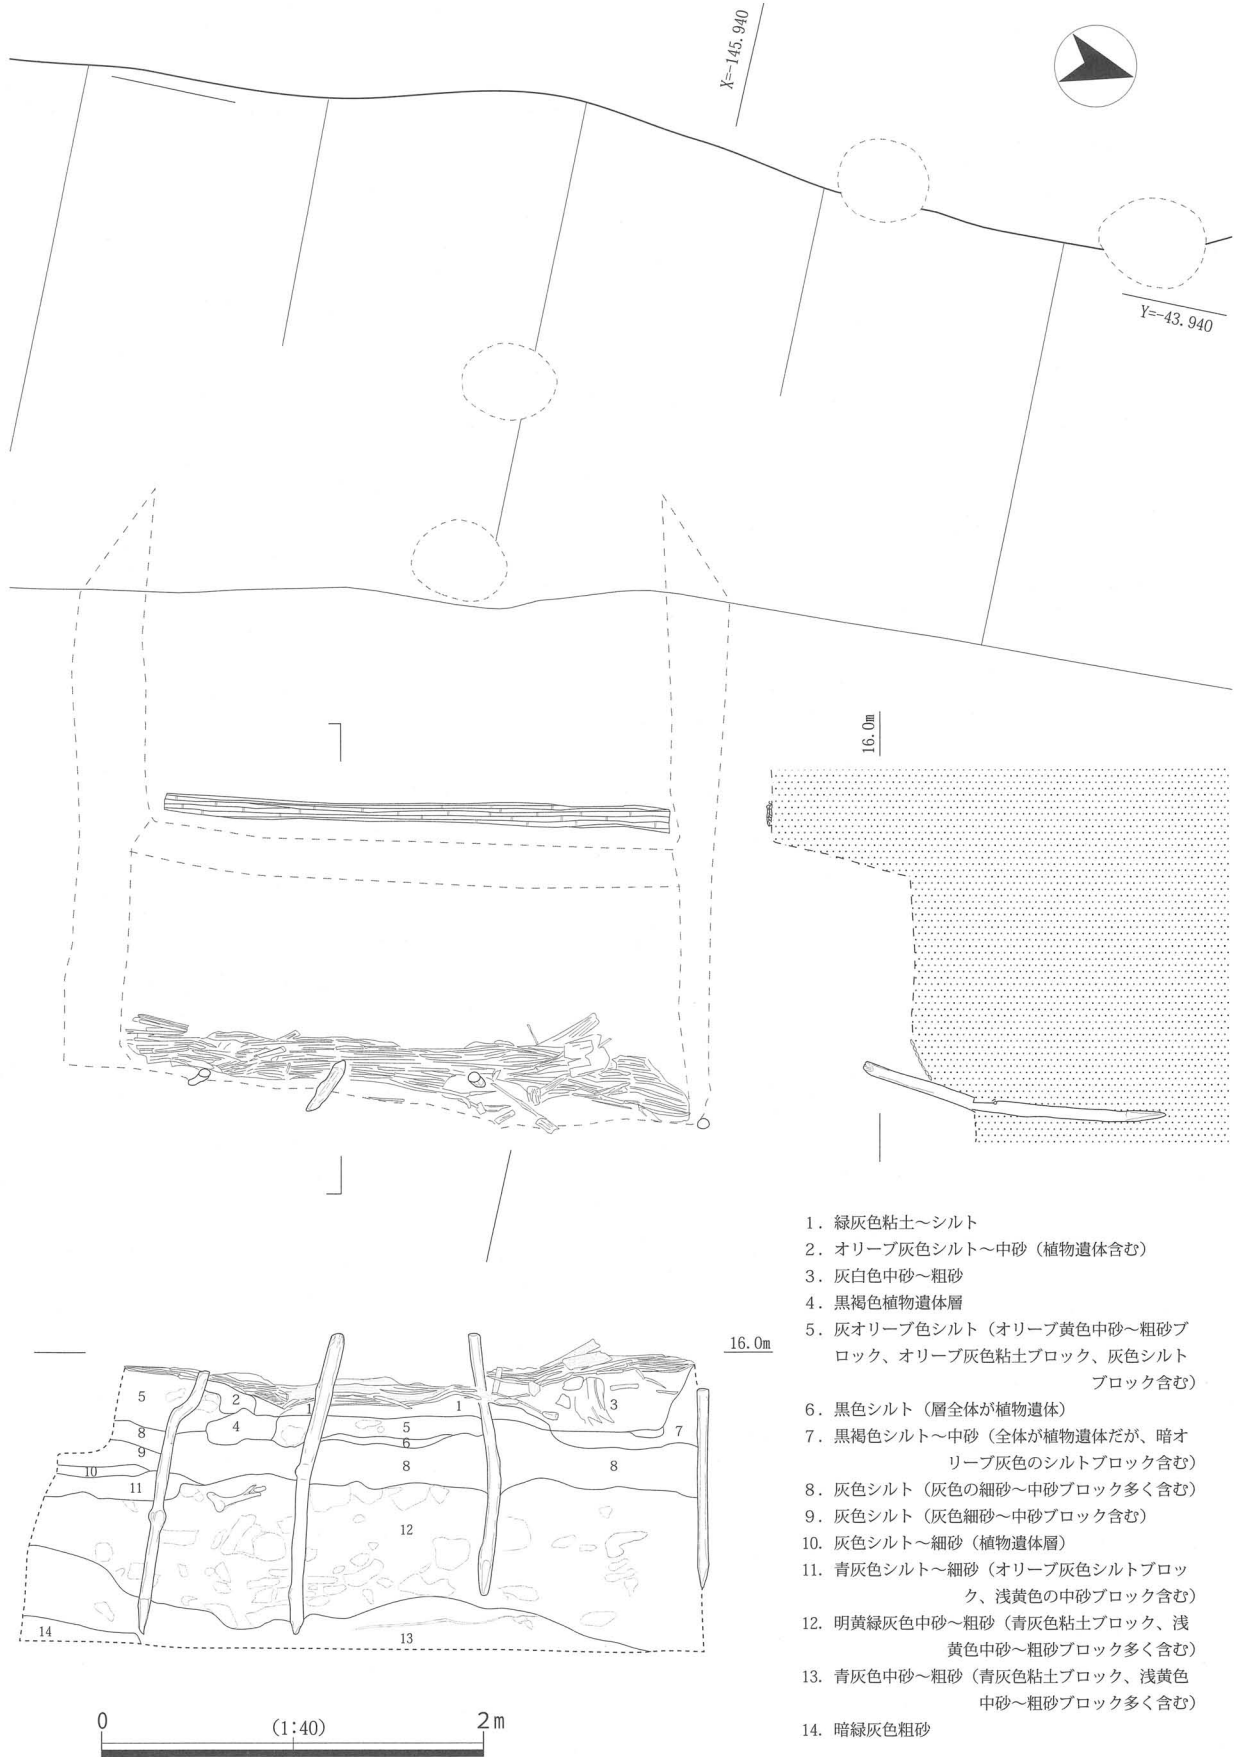 X=-145.940
Y=-43.940
16.0m
16.0m
5
2
1
1
3
4
5
7
8
6
9
8
8
10
11
12
14
13
0
(1:40)
2m
1. 緑灰色粘土～シルト
2. オリーブ灰色シルト～中砂（植物遺体含む）
3. 灰白色中砂～粗砂
4. 黒褐色植物遺体層
5. 灰オリーブ色シルト（オリーブ黄色中砂～粗砂ブ
ロック、オリーブ灰色粘土ブロック、灰色シルト
ブロック含む）
6. 黒色シルト（層全体が植物遺体）
7. 黒褐色シルト～中砂（全体が植物遺体だが、暗オ
リーブ灰色のシルトブロック含む）
8. 灰色シルト（灰色の細砂～中砂ブロック多く含む）
9. 灰色シルト（灰色細砂～中砂ブロック含む）
10. 灰色シルト～細砂（植物遺体層）
11. 青灰色シルト～細砂（オリーブ灰色シルトブロッ
ク、浅黄色の中砂ブロック含む）
12. 明黄緑灰色中砂～粗砂（青灰色粘土ブロック、浅
黄色中砂～粗砂ブロック多く含む）
13. 青灰色中砂～粗砂（青灰色粘土ブロック、浅黄色
中砂～粗砂ブロック多く含む）
14. 暗緑灰色粗砂